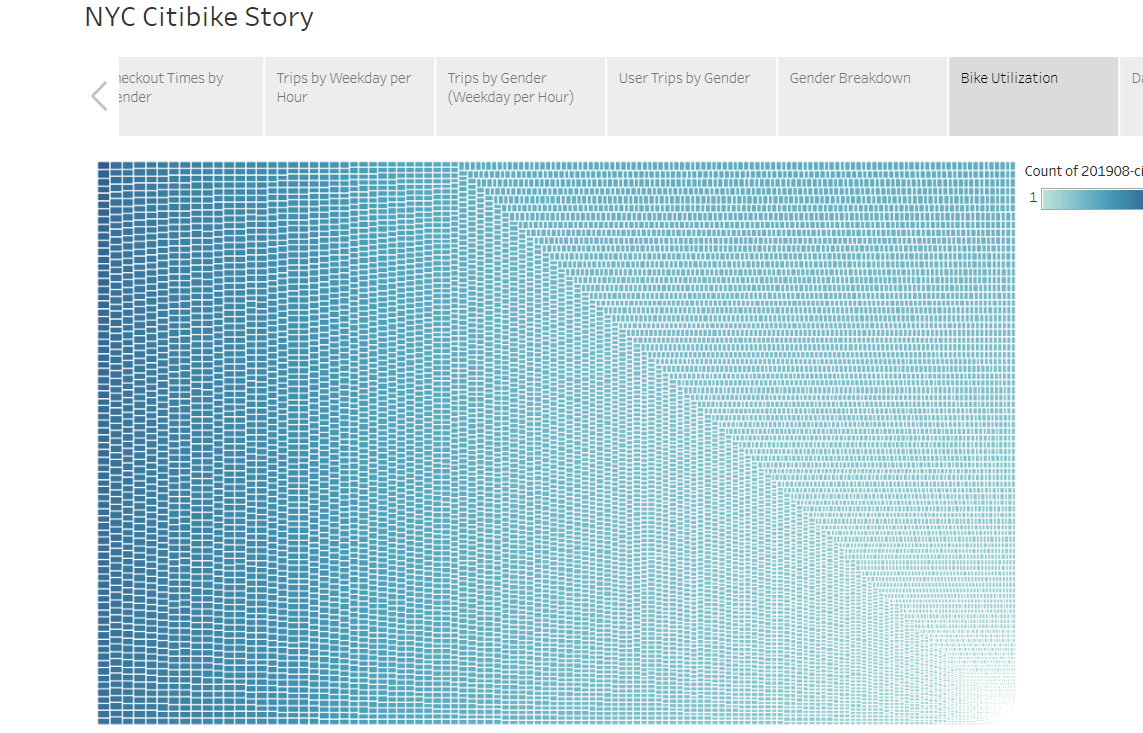 NYC Citibike Story
heckout Times by
ender
Trips by Weekday per
Hour
Trips by Gender
(Weekday per Hour)
User Trips by Gender
Gender Breakdown
Bike Utilization
Da
Count of 201908-ci
1